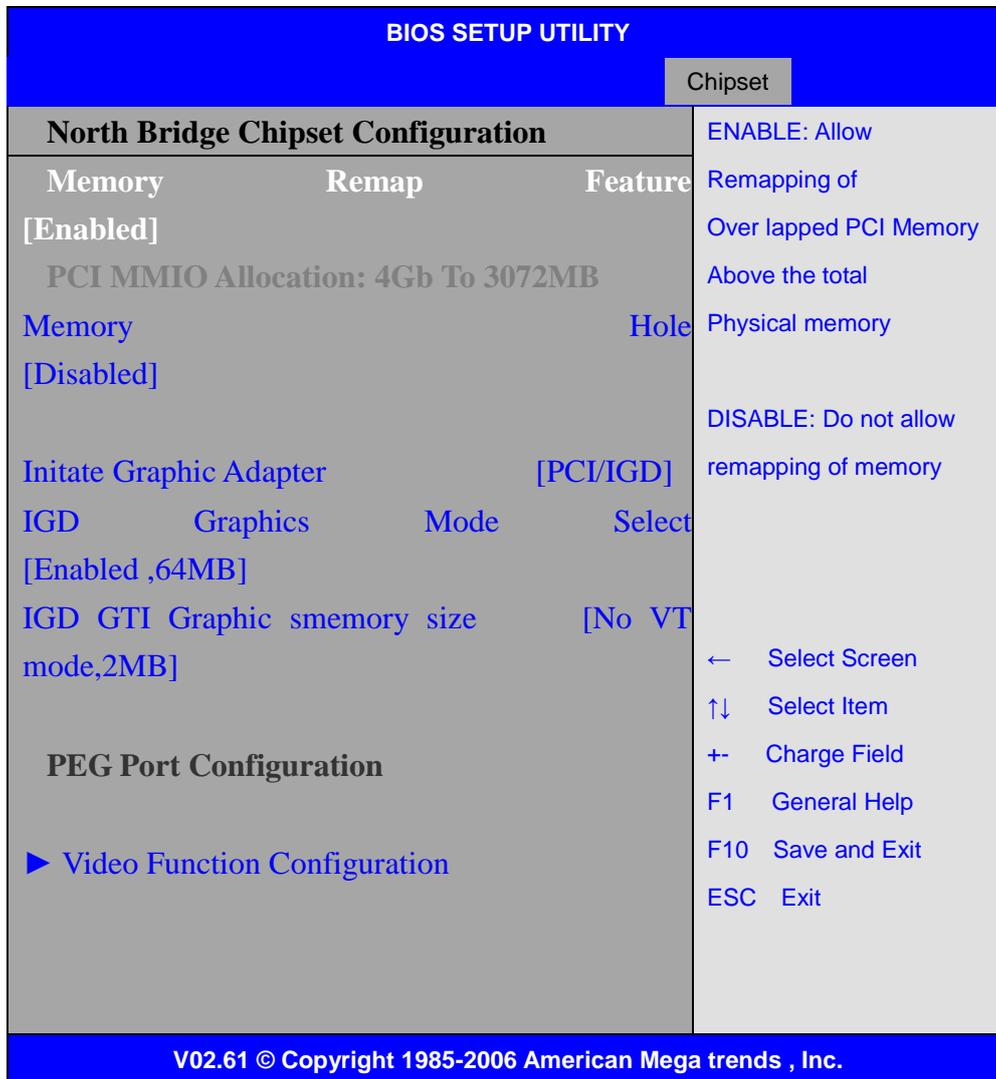 BIOS SETUP UTILITY
Chipset
North Bridge Chipset Configuration
Memory Remap Feature
[Enabled]
PCI MMIO Allocation: 4Gb To 3072MB
Memory Hole
[Disabled]
Initate Graphic Adapter [PCI/IGD]
IGD Graphics Mode Select
[Enabled ,64MB]
IGD GTI Graphic smemory size [No VT
mode,2MB]
PEG Port Configuration
► Video Function Configuration
ENABLE: Allow
Remapping of
Over lapped PCI Memory
Above the total
Physical memory
DISABLE: Do not allow
remapping of memory
← Select Screen
↑↓ Select Item
+- Charge Field
F1 General Help
F10 Save and Exit
ESC Exit
V02.61 © Copyright 1985-2006 American Mega trends , Inc.